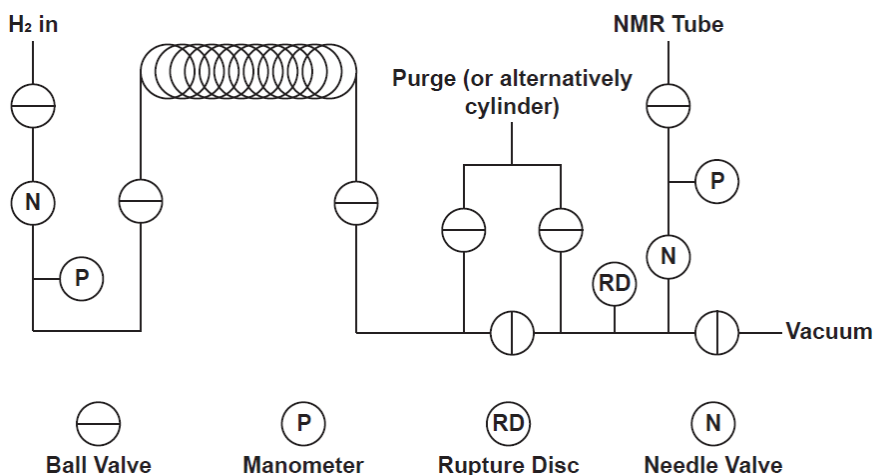 H₂ in
NMR Tube
Purge (or alternatively
cylinder)
P
N
P
N
RD
Vacuum
P
RD
N
Ball Valve
Manometer
Rupture Disc
Needle Valve